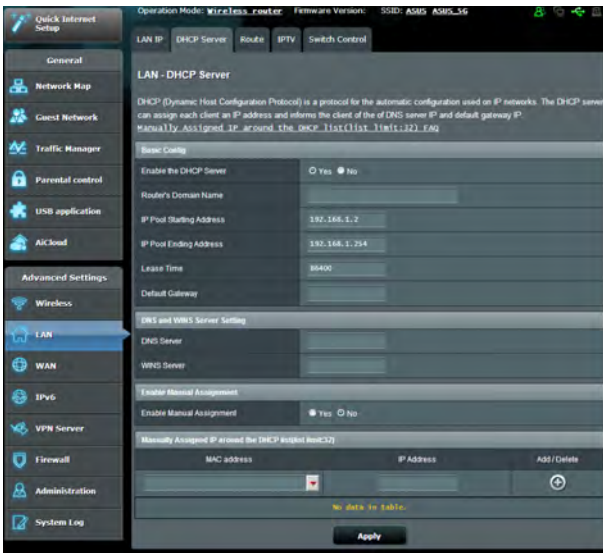 Quick Internet
Setup
Operation Mode: Wireless router Firmware Version: SSID: ASUS ASUS_5G
LAN IP DHCP Server Route IPTV Switch Control
General
Network Map
Guest Network
Traffic Manager
Parental control
USB application
AiCloud
Advanced Settings
Wireless
LAN
WAN
IPv6
VPN Server
Firewall
Administration
System Log
LAN - DHCP Server
DHCP (Dynamic Host Configuration Protocol) is a protocol for the automatic configuration used on IP networks. The DHCP server
can assign each client an IP address and informs the client of the of DNS server IP and default gateway IP.
Manually Assigned IP around the DHCP list(list limit:32) FAQ
Basic Config
Enable the DHCP Server Yes No
Router's Domain Name
IP Pool Starting Address 192.168.1.2
IP Pool Ending Address 192.168.1.254
Lease Time 86400
Default Gateway
DNS and WINS Server Setting
DNS Server
WINS Server
Enable Manual Assignment
Enable Manual Assignment Yes No
Manually Assigned IP around the DHCP list(list limit:32)
MAC address IP Address Add / Delete
No data in table.
Apply